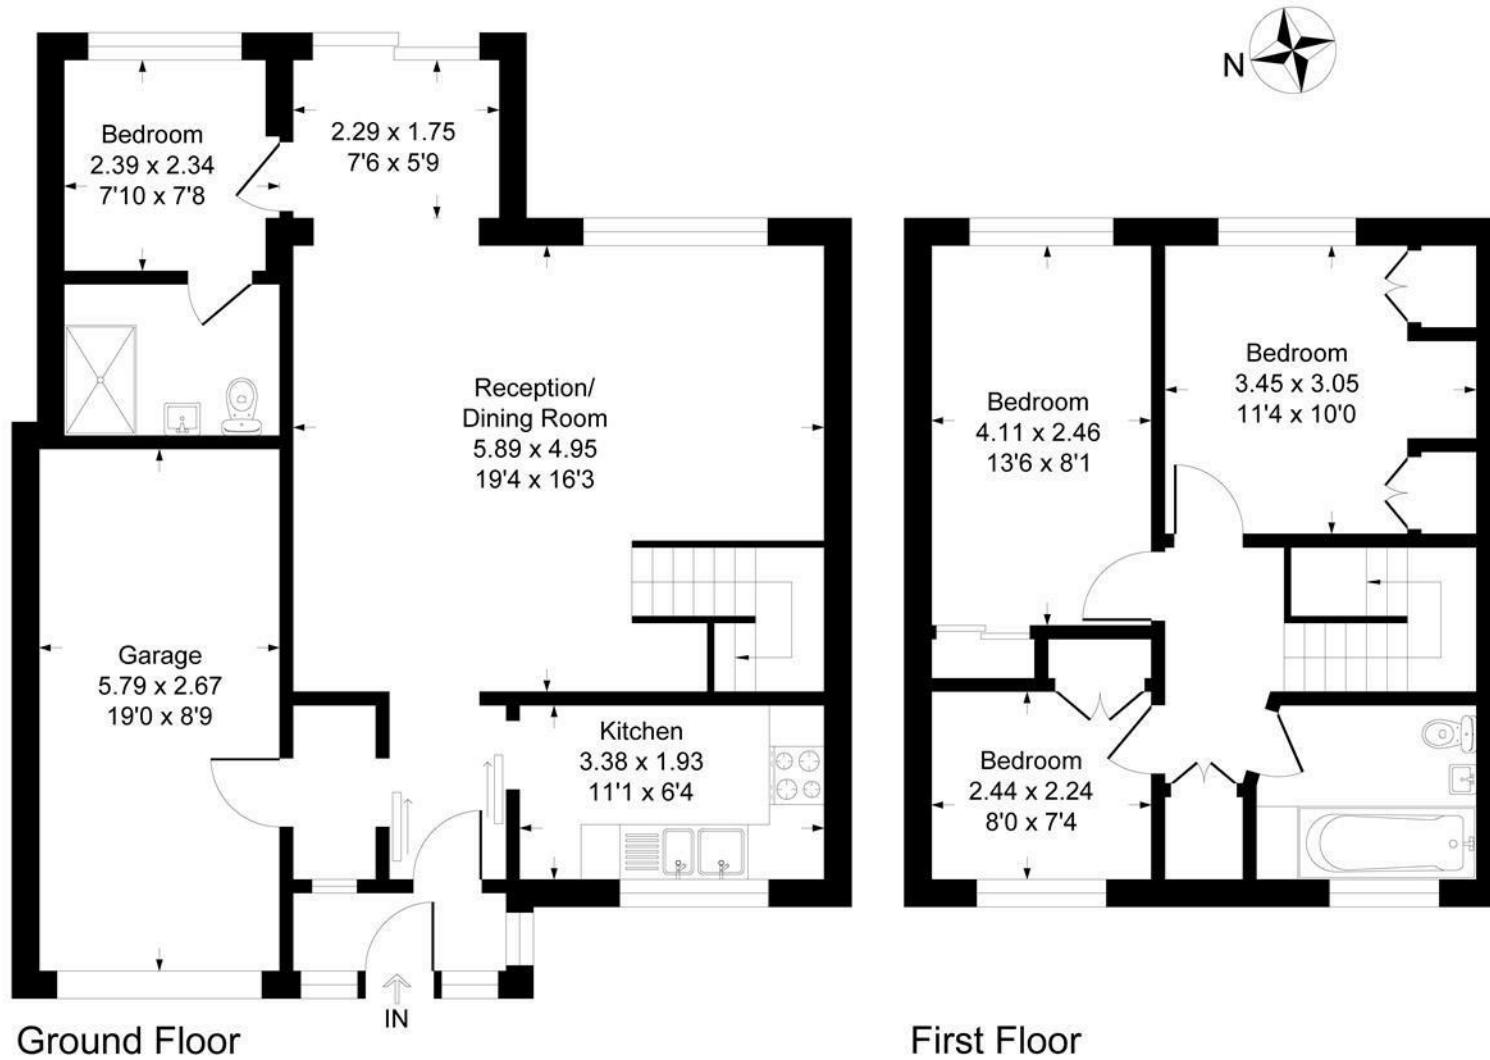 N
Bedroom
2.39 x 2.34
7'10 x 7'8
2.29 x 1.75
7'6 x 5'9
Reception/
Dining Room
5.89 x 4.95
19'4 x 16'3
Garage
5.79 x 2.67
19'0 x 8'9
Kitchen
3.38 x 1.93
11'1 x 6'4
IN
Ground Floor
Bedroom
4.11 x 2.46
13'6 x 8'1
Bedroom
3.45 x 3.05
11'4 x 10'0
Bedroom
2.44 x 2.24
8'0 x 7'4
First Floor